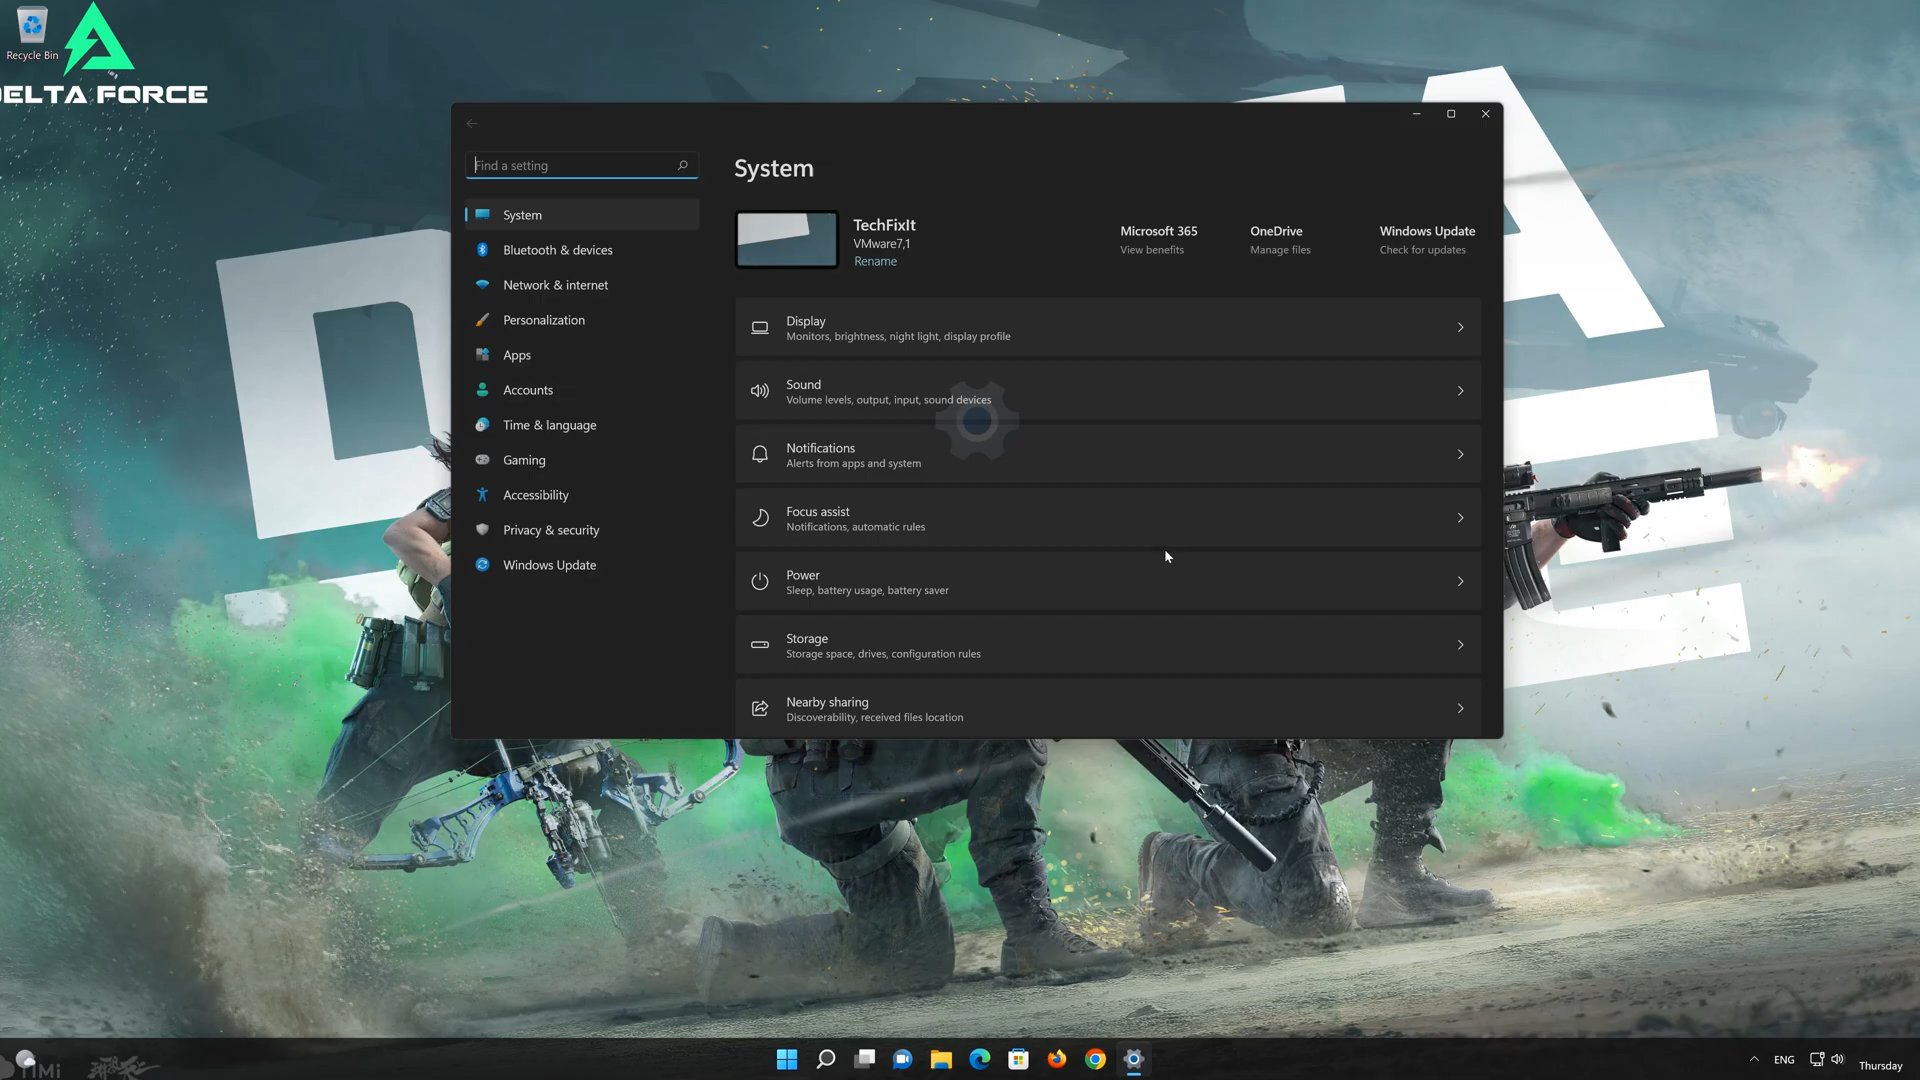 Recycle Bin
DELTA FORCE
Find a setting
System
Bluetooth & devices
Network & internet
Personalization
Apps
Accounts
Time & language
Gaming
Accessibility
Privacy & security
Windows Update
System
TechFixIt
VMware7,1
Rename
Microsoft 365
View benefits
OneDrive
Manage files
Windows Update
Check for updates
Display
Monitors, brightness, night light, display profile
Sound
Volume levels, output, input, sound devices
Notifications
Alerts from apps and system
Focus assist
Notifications, automatic rules
Power
Sleep, battery usage, battery saver
Storage
Storage space, drives, configuration rules
Nearby sharing
Discoverability, received files location
ENG
Thursday